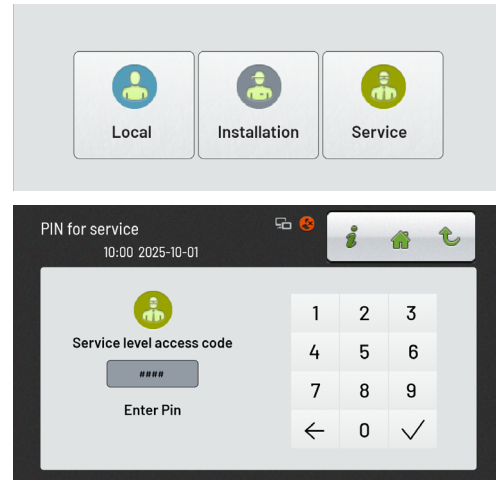 Local Installation Service
PIN for service
10:00 2025-10-01
Service level access code
####
Enter Pin
1 2 3
4 5 6
7 8 9
0